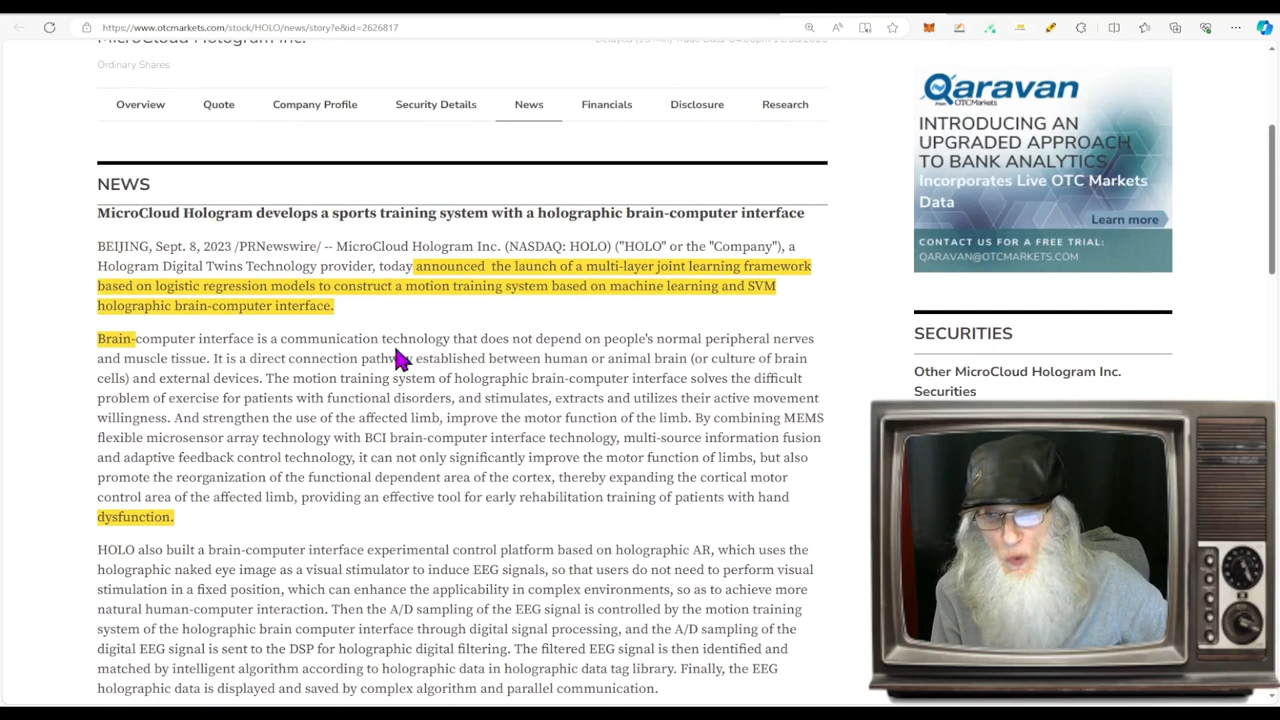 https://www.otcmarkets.com/stock/HOLO/news/story?e&id=2626817
MicroCloud Hologram Inc.
Ordinary Shares
Overview Quote Company Profile Security Details News Financials Disclosure Research
NEWS
MicroCloud Hologram develops a sports training system with a holographic brain-computer interface
BEIJING, Sept. 8, 2023 /PRNewswire/ -- MicroCloud Hologram Inc. (NASDAQ: HOLO) ("HOLO" or the "Company"), a
Hologram Digital Twins Technology provider, today announced the launch of a multi-layer joint learning framework
based on logistic regression models to construct a motion training system based on machine learning and SVM
holographic brain-computer interface.
Brain-computer interface is a communication technology that does not depend on people's normal peripheral nerves
and muscle tissue. It is a direct connection pathway established between human or animal brain (or culture of brain
cells) and external devices. The motion training system of holographic brain-computer interface solves the difficult
problem of exercise for patients with functional disorders, and stimulates, extracts and utilizes their active movement
willingness. And strengthen the use of the affected limb, improve the motor function of the limb. By combining MEMS
flexible microsensor array technology with BCI brain-computer interface technology, multi-source information fusion
and adaptive feedback control technology, it can not only significantly improve the motor function of limbs, but also
promote the reorganization of the functional dependent area of the cortex, thereby expanding the cortical motor
control area of the affected limb, providing an effective tool for early rehabilitation training of patients with hand
dysfunction.
HOLO also built a brain-computer interface experimental control platform based on holographic AR, which uses the
holographic naked eye image as a visual stimulator to induce EEG signals, so that users do not need to perform visual
stimulation in a fixed position, which can enhance the applicability in complex environments, so as to achieve more
natural human-computer interaction. Then the A/D sampling of the EEG signal is controlled by the motion training
system of the holographic brain computer interface through digital signal processing, and the A/D sampling of the
digital EEG signal is sent to the DSP for holographic digital filtering. The filtered EEG signal is then identified and
matched by intelligent algorithm according to holographic data in holographic data tag library. Finally, the EEG
holographic data is displayed and saved by complex algorithm and parallel communication.
Qaravan
From OTCMarkets
INTRODUCING AN
UPGRADED APPROACH
TO BANK ANALYTICS
Incorporates Live OTC Markets
Data
Learn more
CONTACT US FOR A FREE TRIAL:
QARAVAN@OTCMARKETS.COM
SECURITIES
Other MicroCloud Hologram Inc.
Securities